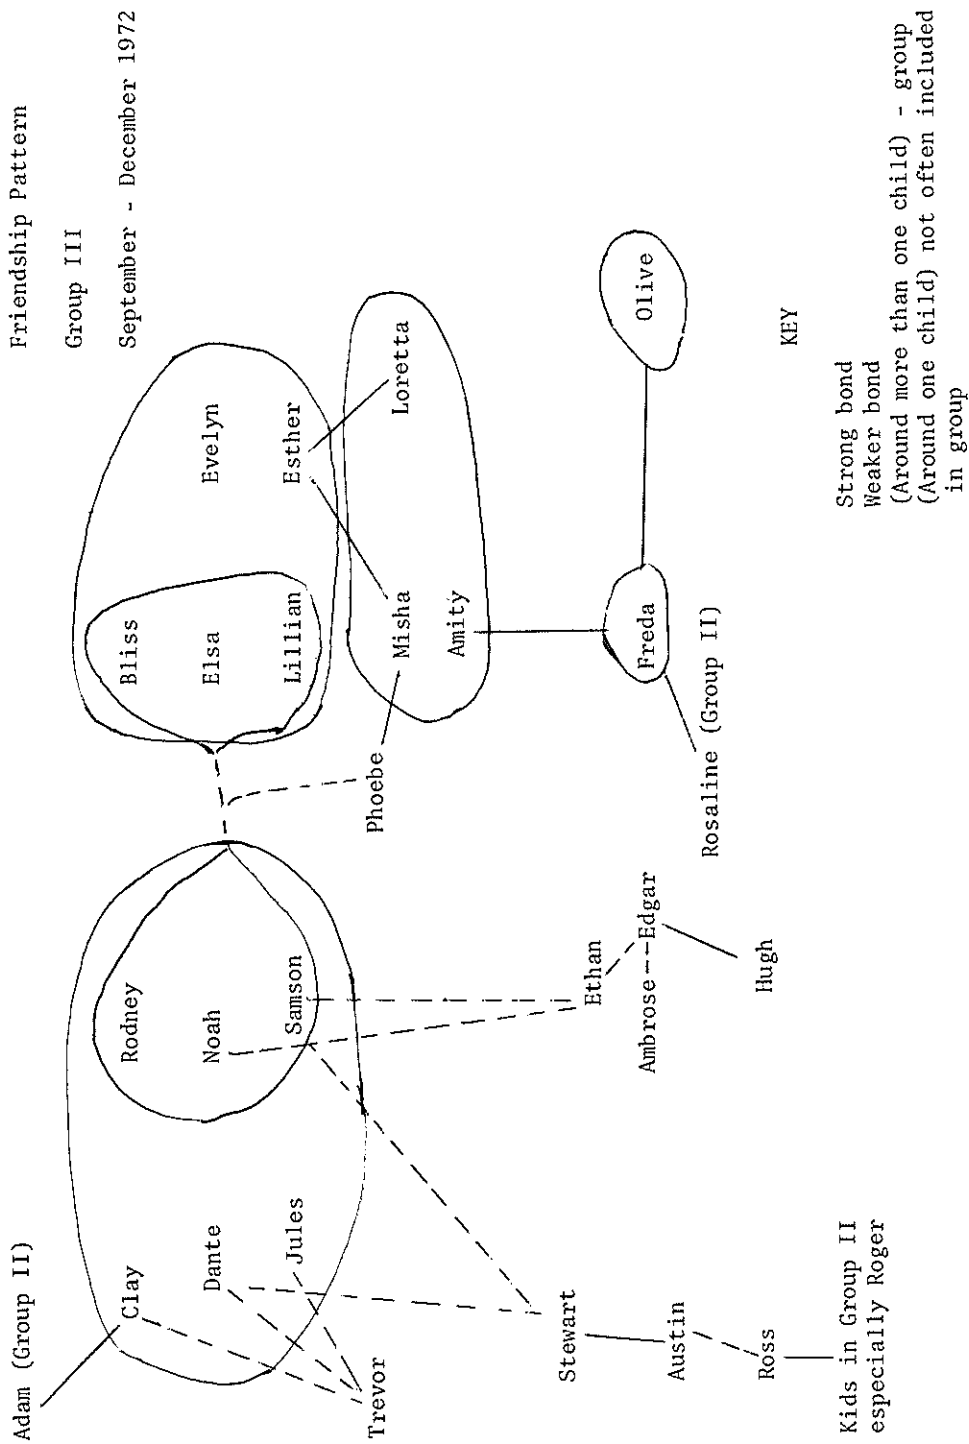 Friendship Pattern
Group III
September - December 1972
Adam (Group II)
Clay
Rodney
Bliss
Dante
Noah
Elsa
Evelyn
Jules
Samson
Lillian
Esther
Trevor
Phoebe
Misha
Loretta
Amity
Stewart
Ethan
Ambrose
Edgar
Freda
Olive
Austin
Rosaline (Group II)
Ross
Hugh
Kids in Group II
especially Roger
KEY
Strong bond
Weaker bond
(Around more than one child) - group
(Around one child) not often included
in group